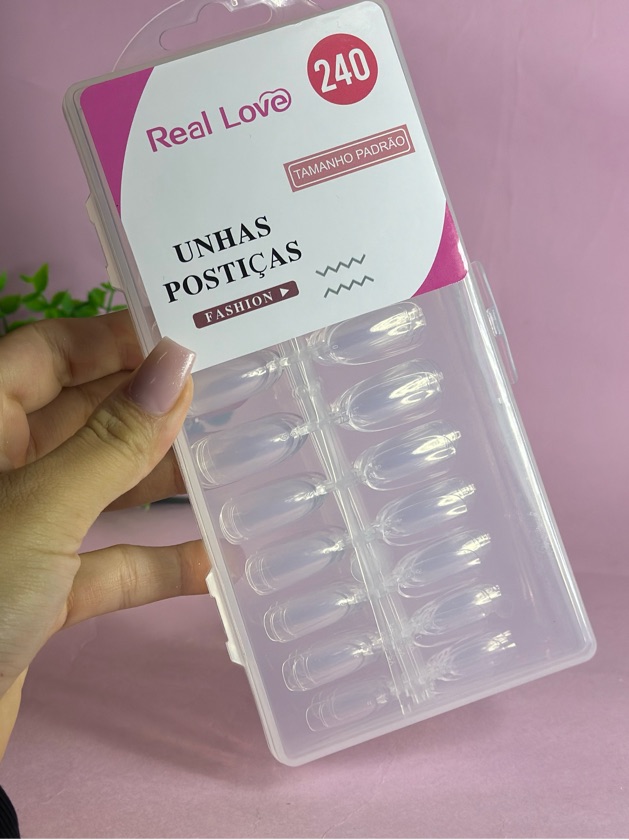 Real Love
240
TAMANHO PADRÃO
UNHAS
POSTIÇAS
FASHION